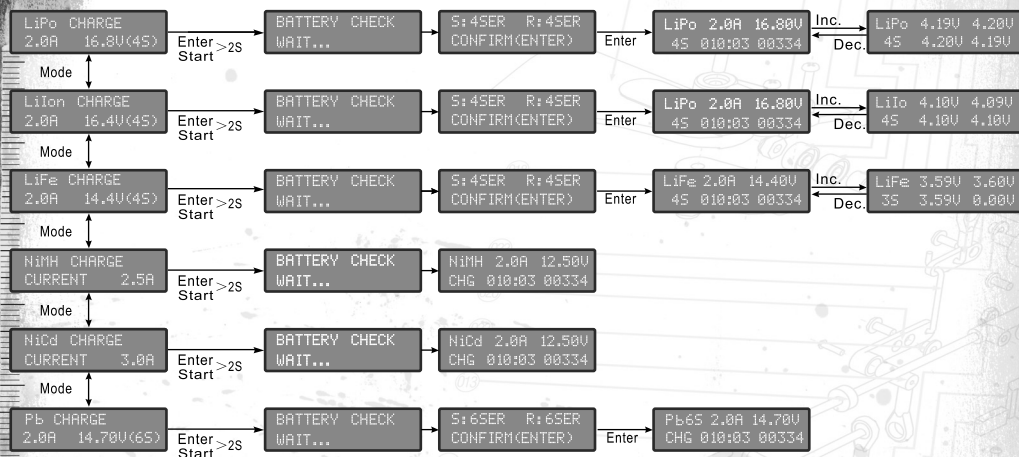 LiPo CHARGE
2.0A 16.8V(4S)
Enter >2S
Start
BATTERY CHECK
WAIT...
S:4SER R:4SER
CONFIRM(ENTER)
Enter
LiPo 2.0A 16.80V
4S 010:03 00334
Inc.
Dec.
LiPo 4.19V 4.20V
4S 4.20V 4.19V
Mode
LiIon CHARGE
2.0A 16.4V(4S)
Enter >2S
Start
BATTERY CHECK
WAIT...
S:4SER R:4SER
CONFIRM(ENTER)
Enter
LiPo 2.0A 16.80V
4S 010:03 00334
Inc.
Dec.
LiIo 4.10V 4.09V
4S 4.10V 4.10V
Mode
LiFe CHARGE
2.0A 14.4V(4S)
Enter >2S
Start
BATTERY CHECK
WAIT...
S:4SER R:4SER
CONFIRM(ENTER)
Enter
LiFe 2.0A 14.40V
4S 010:03 00334
Inc.
Dec.
LiFe 3.59V 3.60V
3S 3.59V 0.00V
Mode
NiMH CHARGE
CURRENT 2.5A
Enter >2S
Start
BATTERY CHECK
WAIT...
NiMH 2.0A 12.50V
CHG 010:03 00334
Mode
NiCd CHARGE
CURRENT 3.0A
Enter >2S
Start
BATTERY CHECK
WAIT...
NiCd 2.0A 12.50V
CHG 010:03 00334
Mode
Pb CHARGE
2.0A 14.70V(6S)
Enter >2S
Start
BATTERY CHECK
WAIT...
S:6SER R:6SER
CONFIRM(ENTER)
Enter
Pb6S 2.0A 14.70V
CHG 010:03 00334